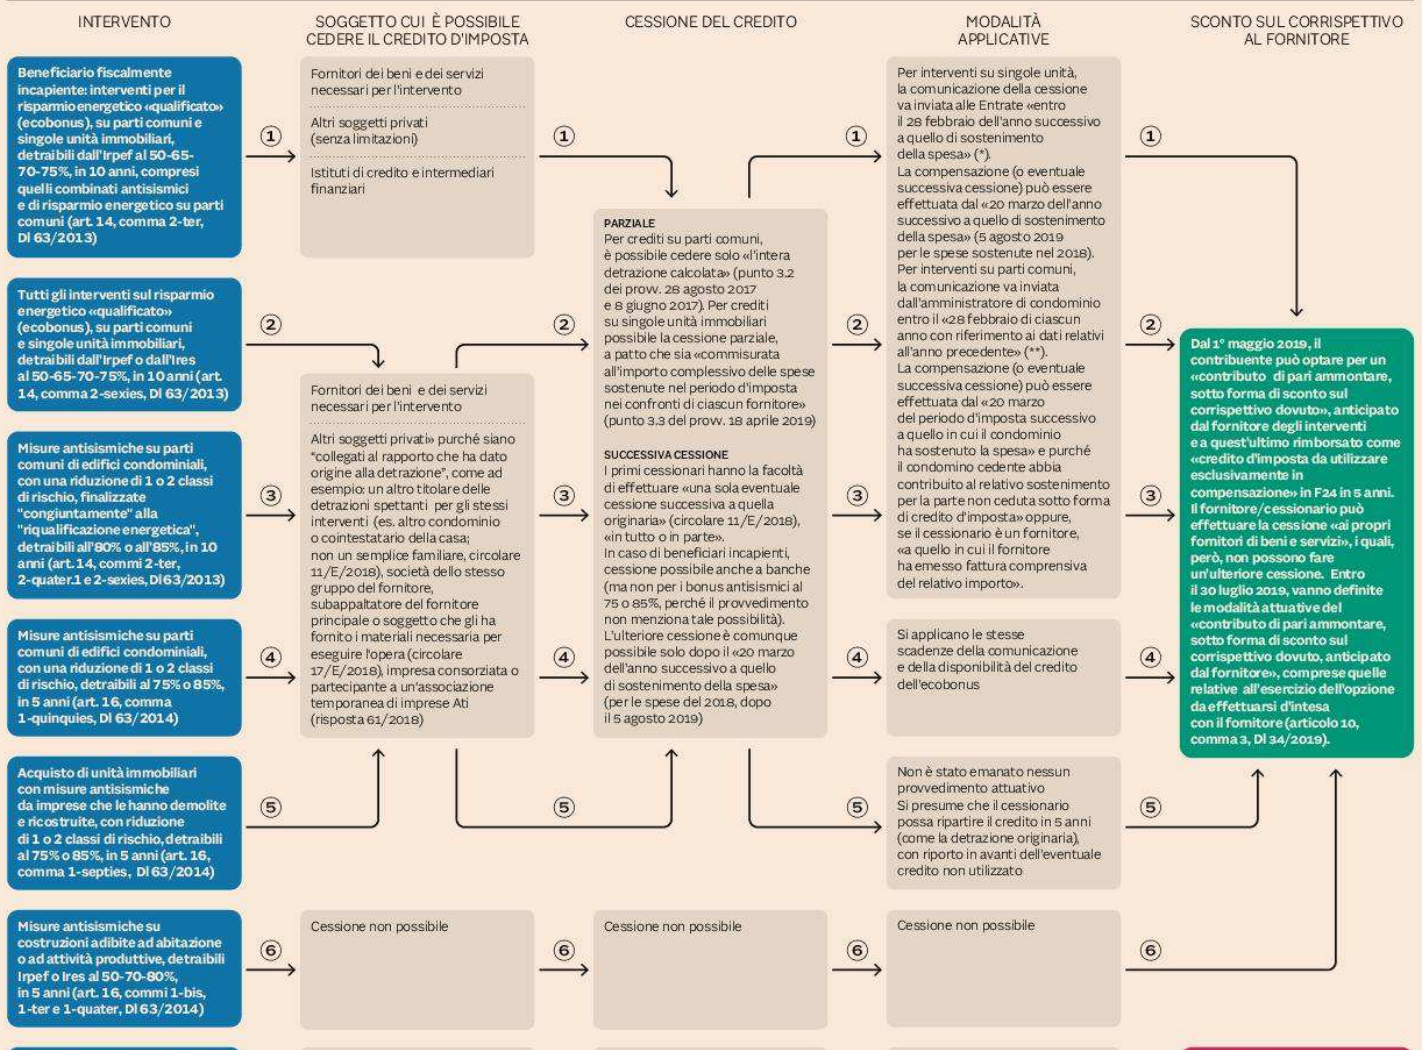 INTERVENTO
SOGGETTO CUI È POSSIBILE
CEDERE IL CREDITO D'IMPOSTA
CESSIONE DEL CREDITO
MODALITÀ
APPLICATIVE
SCONTO SUL CORRISPETTIVO
AL FORNITORE
Beneficiario fiscalmente
incapiente: interventi per il
risparmio energetico «qualificato»
(ecobonus), su parti comuni e
singole unità immobiliari,
detraibili dall'Irpef al 50-65-
70-75%, in 10 anni, compresi
quelli combinati antisismici
e di risparmio energetico su parti
comuni (art. 14, comma 2-ter,
Dl 63/2013)
1
Fornitori dei beni e dei servizi
necessari per l'intervento
Altri soggetti privati
(senza limitazioni)
Istituti di credito e intermediari
finanziari
1
1
1
Tutti gli interventi sul risparmio
energetico «qualificato»
(ecobonus), su parti comuni
e singole unità immobiliari,
detraibili dall'Irpef o dall'Ires
al 50-65-70-75%, in 10 anni (art.
14, comma 2-sexies, Dl 63/2013)
2
2
2
2
Misure antisismiche su parti
comuni di edifici condominiali,
con una riduzione di 1 o 2 classi
di rischio, finalizzate
"congiuntamente" alla
"riqualificazione energetica",
detraibili all'80% o all'85%, in 10
anni (art. 14, commi 2-ter,
2-quater.1 e 2-sexies, Dl 63/2013)
3
3
3
3
Misure antisismiche su parti
comuni di edifici condominiali,
con una riduzione di 1 o 2 classi
di rischio, detraibili al 75% o 85%,
in 5 anni (art. 16, comma
1-quinquies, Dl 63/2014)
4
4
4
4
Fornitori dei beni e dei servizi
necessari per l'intervento
Altri soggetti privati» purché siano
"collegati al rapporto che ha dato
origine alla detrazione", come ad
esempio: un altro titolare delle
detrazioni spettanti per gli stessi
interventi (es. altro condominio
o cointestatario della casa;
non un semplice familiare, circolare
11/E/2018), società dello stesso
gruppo del fornitore,
subappaltatore del fornitore
principale o soggetto che gli ha
fornito i materiali necessaria per
eseguire l'opera (circolare
17/E/2018), impresa consorziata o
partecipante a un'associazione
temporanea di imprese Ati
(risposta 61/2018)
PARZIALE
Per crediti su parti comuni,
è possibile cedere solo «l'intera
detrazione calcolata» (punto 3.2
dei provv. 28 agosto 2017
e 8 giugno 2017). Per crediti
su singole unità immobiliari
possibile la cessione parziale,
a patto che sia «commisurata
all'importo complessivo delle spese
sostenute nel periodo d'imposta
nei confronti di ciascun fornitore»
(punto 3.3 del provv. 18 aprile 2019)
SUCCESSIVA CESSIONE
I primi cessionari hanno la facoltà
di effettuare «una sola eventuale
cessione successiva a quella
originaria» (circolare 11/E/2018),
«in tutto o in parte».
In caso di beneficiari incapienti,
cessione possibile anche a banche
(ma non per i bonus antisismici al
75 o 85%, perché il provvedimento
non menziona tale possibilità).
L'ulteriore cessione è comunque
possibile solo dopo il «20 marzo
dell'anno successivo a quello
di sostenimento della spesa»
(per le spese del 2018, dopo
il 5 agosto 2019)
Per interventi su singole unità,
la comunicazione della cessione
va inviata alle Entrate «entro
il 28 febbraio dell'anno successivo
a quello di sostenimento
della spesa» (*).
La compensazione (o eventuale
successiva cessione) può essere
effettuata dal «20 marzo dell'anno
successivo a quello di sostenimento
della spesa» (5 agosto 2019
per le spese sostenute nel 2018).
Per interventi su parti comuni,
la comunicazione va inviata
dall'amministratore di condominio
entro il «28 febbraio di ciascun
anno con riferimento ai dati relativi
all'anno precedente» (**).
La compensazione (o eventuale
successiva cessione) può essere
effettuata dal «20 marzo
del periodo d'imposta successivo
a quello in cui il condominio
ha sostenuto la spesa» e purché
il condomino cedente abbia
contribuito al relativo sostenimento
per la parte non ceduta sotto forma
di credito d'imposta» oppure,
se il cessionario è un fornitore,
«a quello in cui il fornitore
ha emesso fattura comprensiva
del relativo importo».
Si applicano le stesse
scadenze della comunicazione
e della disponibilità del credito
dell'ecobonus
Dal 1° maggio 2019, il
contribuente può optare per un
«contributo di pari ammontare,
sotto forma di sconto sul
corrispettivo dovuto», anticipato
dal fornitore degli interventi
e a quest'ultimo rimborsato come
«credito d'imposta da utilizzare
esclusivamente in
compensazione» in F24 in 5 anni.
Il fornitore/cessionario può
effettuare la cessione «ai propri
fornitori di beni e servizi», i quali,
però, non possono fare
un'ulteriore cessione. Entro
il 30 luglio 2019, vanno definite
le modalità attuative del
«contributo di pari ammontare,
sotto forma di sconto sul
corrispettivo dovuto, anticipato
dal fornitore», comprese quelle
relative all'esercizio dell'opzione
da effettuarsi d'intesa
con il fornitore (articolo 10,
comma 3, Dl 34/2019).
Acquisto di unità immobiliari
con misure antisismiche
da imprese che le hanno demolite
e ricostruite, con riduzione
di 1 o 2 classi di rischio, detraibili
al 75% o 85%, in 5 anni (art. 16,
comma 1-septies, Dl 63/2014)
5
5
5
Non è stato emanato nessun
provvedimento attuativo
Si presume che il cessionario
possa ripartire il credito in 5 anni
(come la detrazione originaria),
con riporto in avanti dell'eventuale
credito non utilizzato
5
Misure antisismiche su
costruzioni adibite ad abitazione
o ad attività produttive, detraibili
Irpef o Ires al 50-70-80%,
in 5 anni (art. 16, commi 1-bis,
1-ter e 1-quater, Dl 63/2014)
6
Cessione non possibile
6
Cessione non possibile
6
Cessione non possibile
6